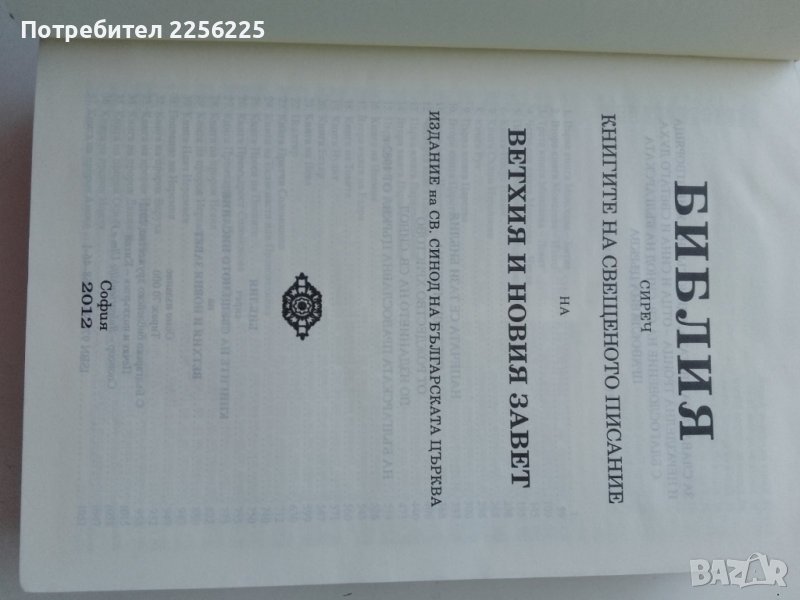 Потребител 2256225
БИБЛИЯ
СИРЕЧ
КНИГИТЕ НА СВЕЩЕНОТО ПИСАНИЕ
НА
ВЕТХИЯ И НОВИЯ ЗАВЕТ
ИЗДАНИЕ на СВ. СИНОД НА БЪЛГАРСКАТА ЦЪРКВА
София
2012
BAZAR